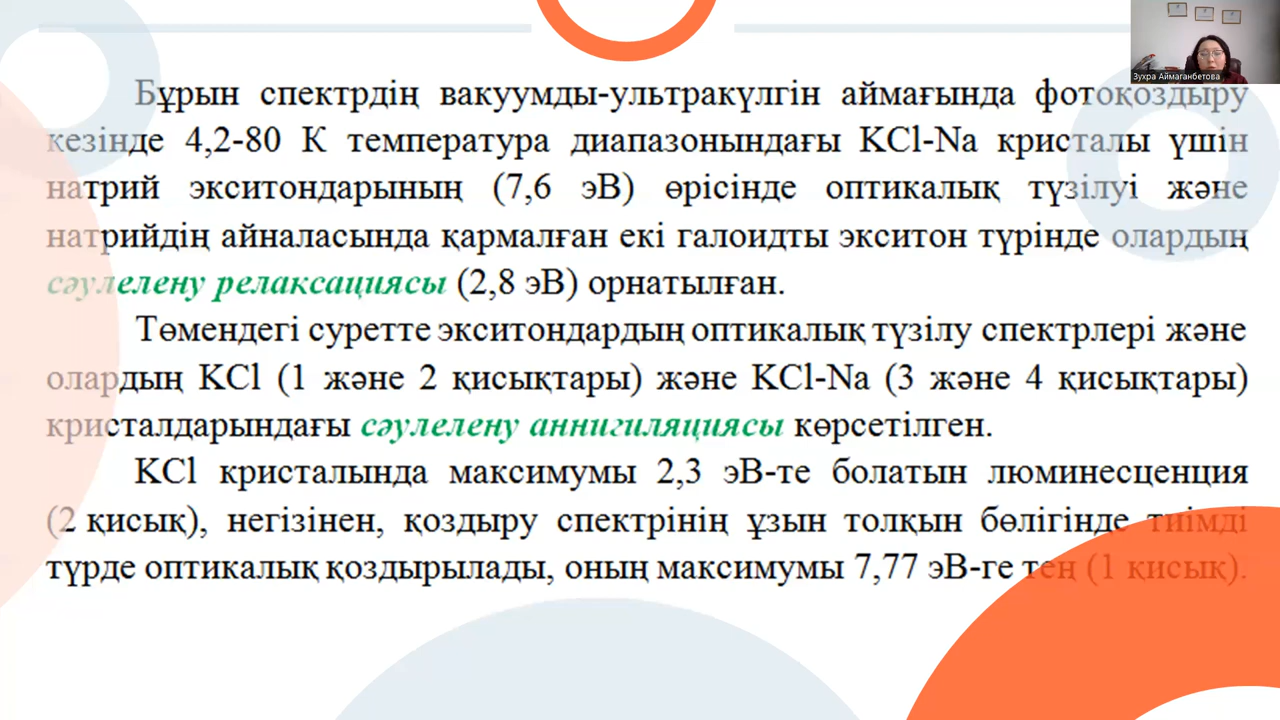 Зухра Аймаганбетова
Бұрын спектрдің вакуумды-ультракүлгін аймағында фотоқоздыру
кезінде 4,2-80 К температура диапазонындағы KCl-Na кристалы үшін
натрий экситондарының (7,6 эВ) өрісінде оптикалық түзілуі және
натрийдің айналасында қармалған екі галоидты экситон түрінде олардың
сәулелену релаксациясы (2,8 эВ) орнатылған.
Төмендегі суретте экситондардың оптикалық түзілу спектрлері және
олардың KCl (1 және 2 қисықтары) және KCl-Na (3 және 4 қисықтары)
кристалдарындағы сәулелену аннигиляциясы көрсетілген.
KCl кристалында максимумы 2,3 эВ-те болатын люминесценция
(2 қисық), негізінен, қоздыру спектрінің ұзын толқын бөлігінде тиімді
түрде оптикалық қоздырылады, оның максимумы 7,77 эВ-ге тең (1 қисық).